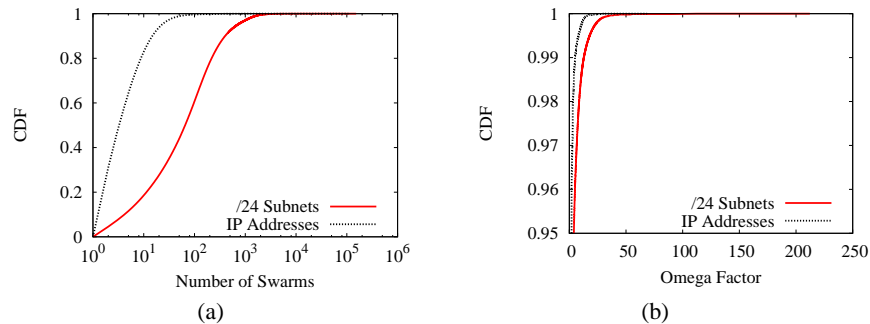 1
0.8
0.6
0.4
0.2
0
CDF
/24 Subnets
IP Addresses
10^0 10^1 10^2 10^3 10^4 10^5 10^6
Number of Swarms
(a)
1
0.99
0.98
0.97
0.96
0.95
CDF
/24 Subnets
IP Addresses
0 50 100 150 200 250
Omega Factor
(b)